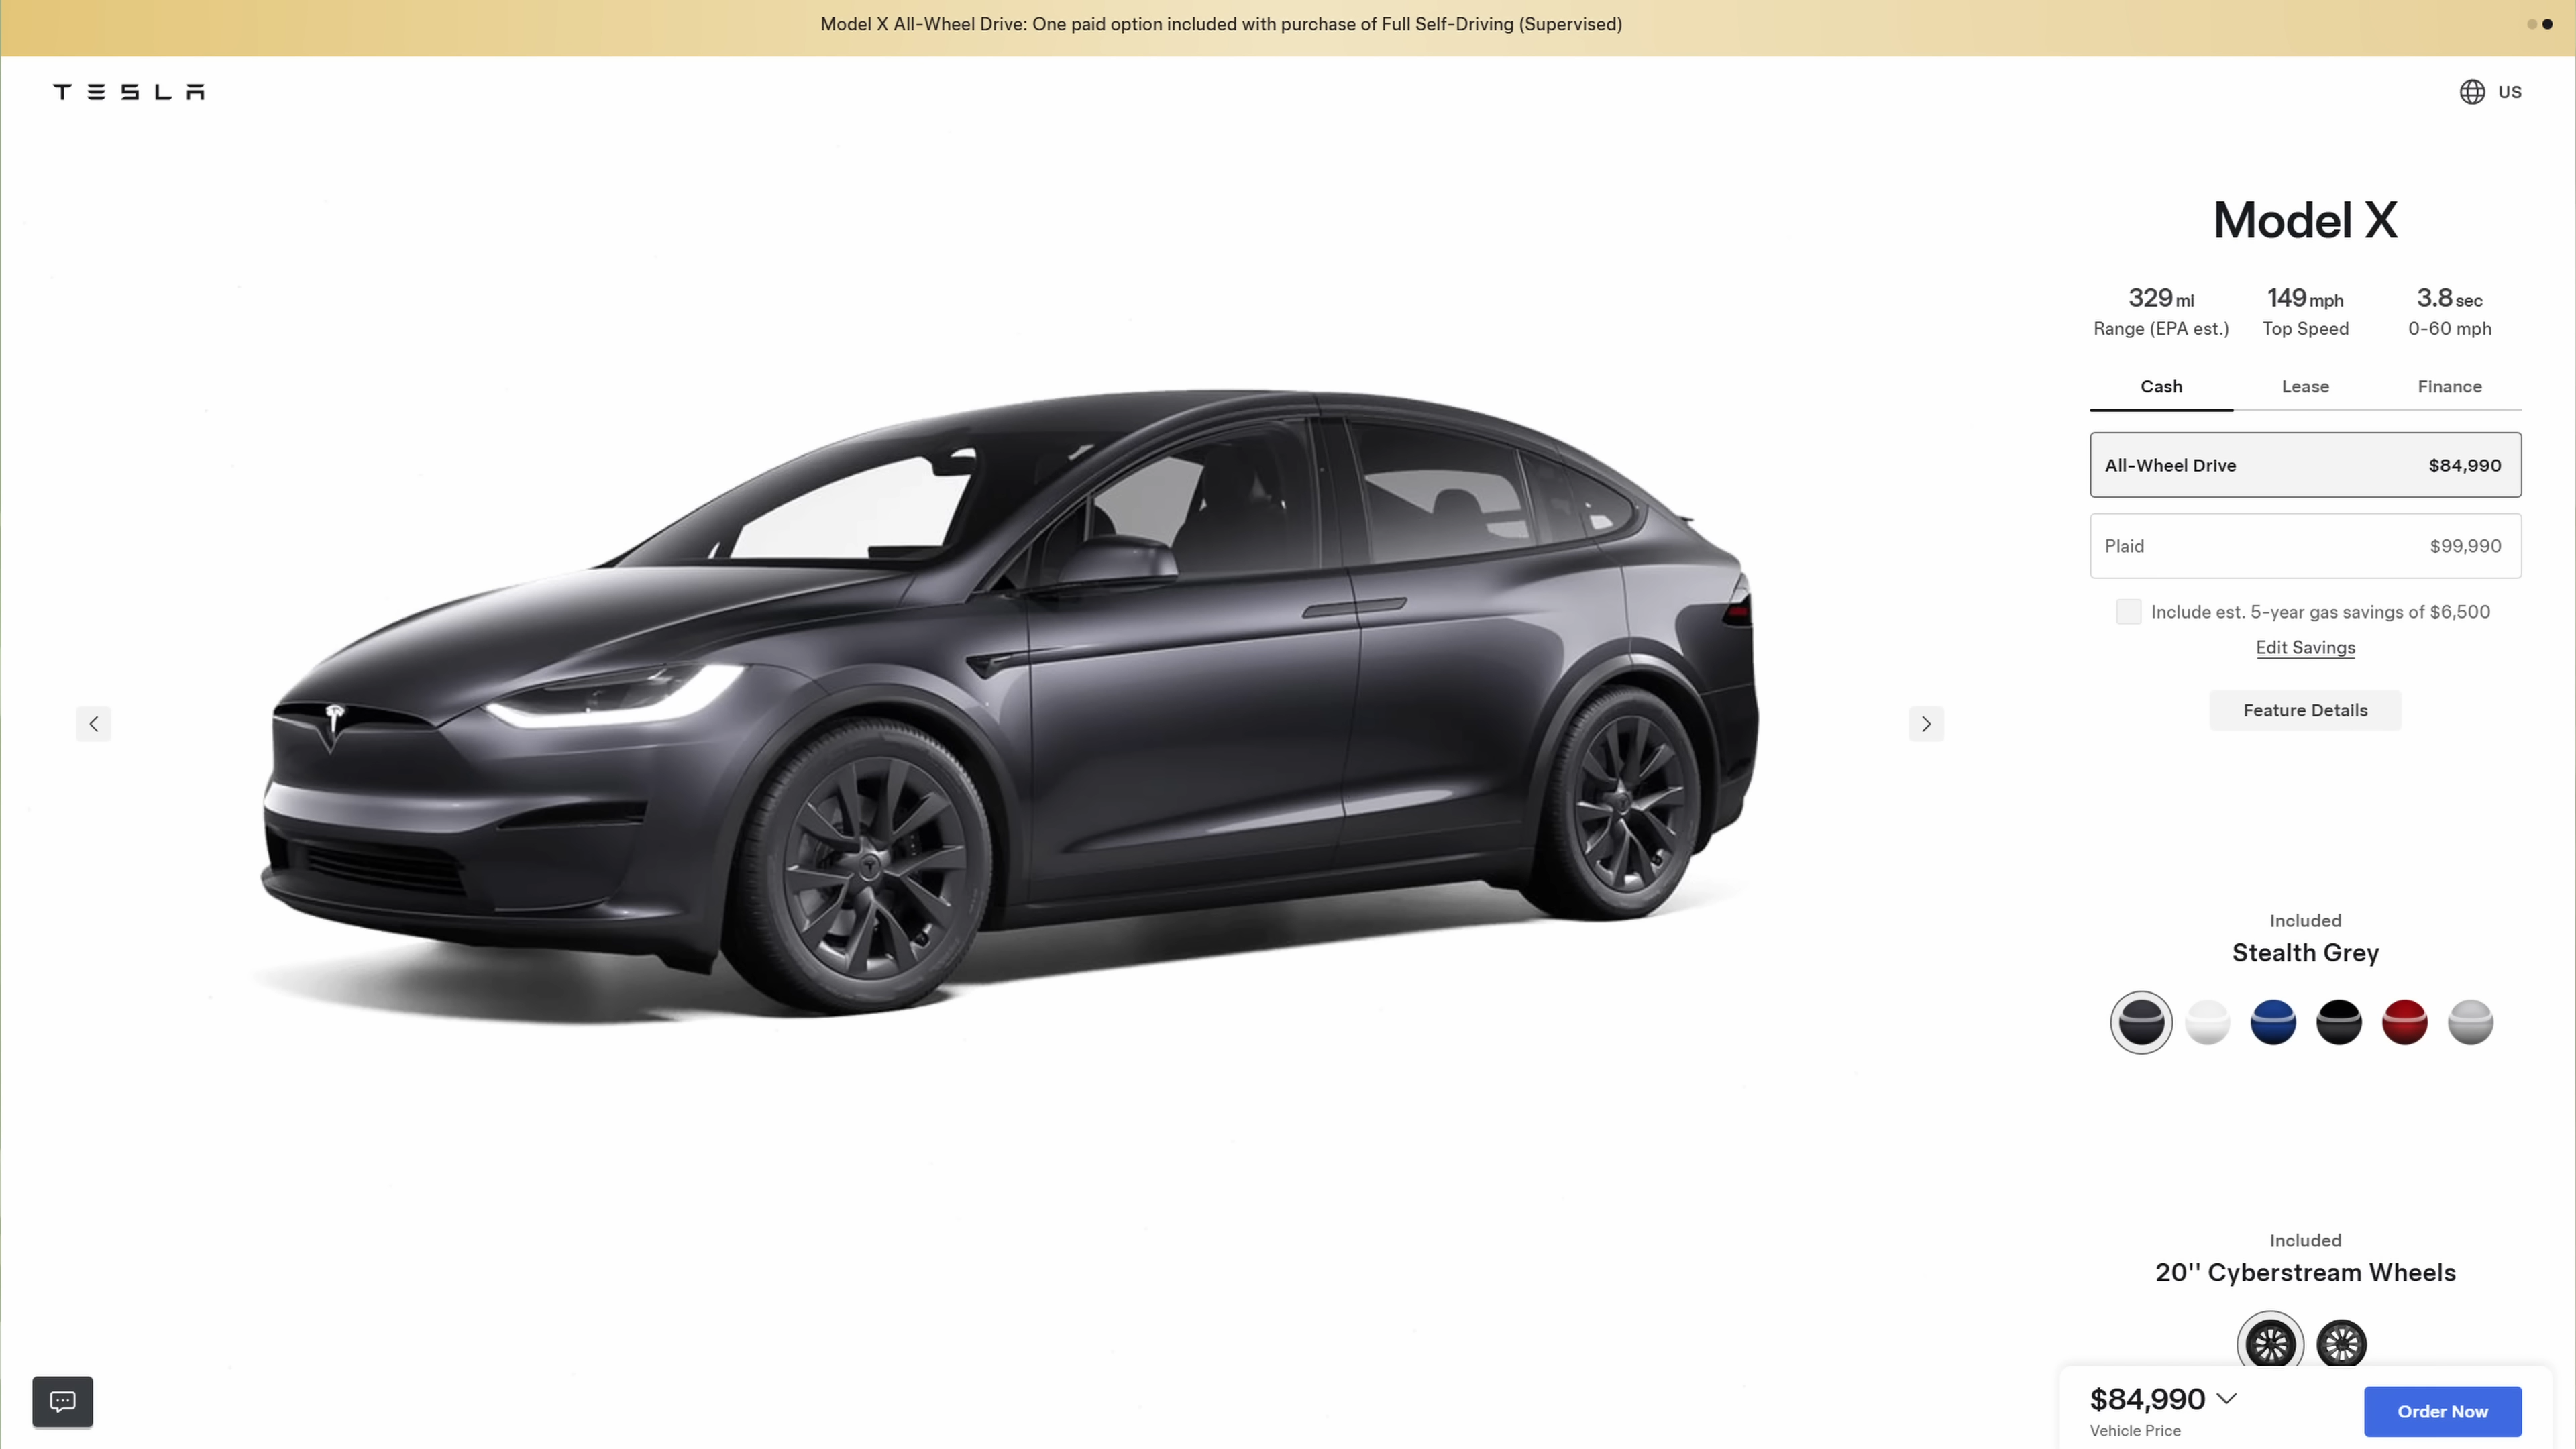 Model X All-Wheel Drive: One paid option included with purchase of Full Self-Driving (Supervised)
TESLA
US
Model X
329 mi
149 mph
3.8 sec
Range (EPA est.)
Top Speed
0-60 mph
Cash
Lease
Finance
All-Wheel Drive
$84,990
Plaid
$99,990
Include est. 5-year gas savings of $6,500
Edit Savings
Feature Details
Included
Stealth Grey
Included
20'' Cyberstream Wheels
$84,990
Vehicle Price
Order Now